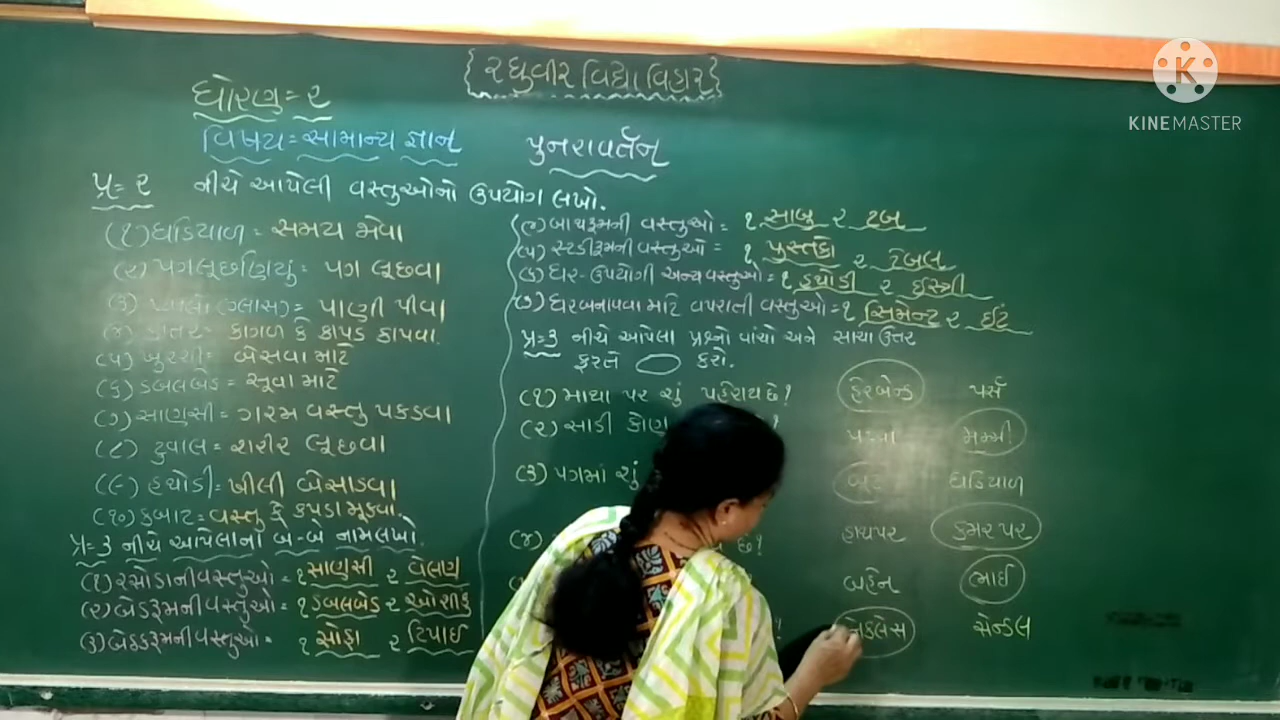 {રઘુવીર વિદ્યા વિહાર}
ધોરણ = ૨
વિષય = સામાન્ય જ્ઞાન
પુનરાવર્તન
પ્ર = ૨ નીચે આપેલી વસ્તુઓનો ઉપયોગ લખો.
(૧) ઘડિયાળ = સમય જોવા
(૨) પગલૂછણિયું = પગ લૂછવા
(૩) પ્યાલો (ગ્લાસ) = પાણી પીવા
(૪) કાતર = કાગળ કે કાપડ કાપવા.
(૫) ખુરશી = બેસવા માટે
(૬) ડબલબેડ = સૂવા માટે
(૭) સાણસી = ગરમ વસ્તુ પકડવા
(૮) ટુવાલ = શરીર લૂછવા
(૯) હથોડી = ખીલી બેસાડવા
(૧૦) કબાટ = વસ્તુ કે કપડા મૂકવા.
પ્ર = ૩ નીચે આપેલાના બે-બે નામ લખો.
(૧) રસોડાની વસ્તુઓ = ૧ સાણસી ૨ વેલણ
(૨) બેડરૂમની વસ્તુઓ = ૧ ડબલબેડ ૨ ઓશીકુ
(૩) બેઠકરૂમની વસ્તુઓ = ૧ સોફા ૨ ટિપાઈ
(૪) બાથરૂમની વસ્તુઓ = ૧ સાબુ ૨ ટબ
(૫) સ્ટડીરૂમની વસ્તુઓ = ૧ પુસ્તકો ૨ ટેબલ
(૬) ઘર-ઉપયોગી અન્ય વસ્તુઓ = ૧ હથોડી ૨ ઈસ્ત્રી
(૭) ઘર બનાવવા માટે વપરાતી વસ્તુઓ = ૧ સિમેન્ટ ૨ ઈંટ
પ્ર = ૩ નીચે આપેલા પ્રશ્નો વાંચો અને સાચા ઉત્તર
ફરતે કરો.
(૧) માથા પર શું પહેરાય છે? હેરબેન્ડ પર્સ
(૨) સાડી કોણ ? પપ્પા મમ્મી
(૩) પગમાં શું બૂટ ઘડિયાળ
(૪) છે? હાથપર કમરપર
બહેન ભાઈ
? નેકલેસ સેન્ડલ
KINEMASTER